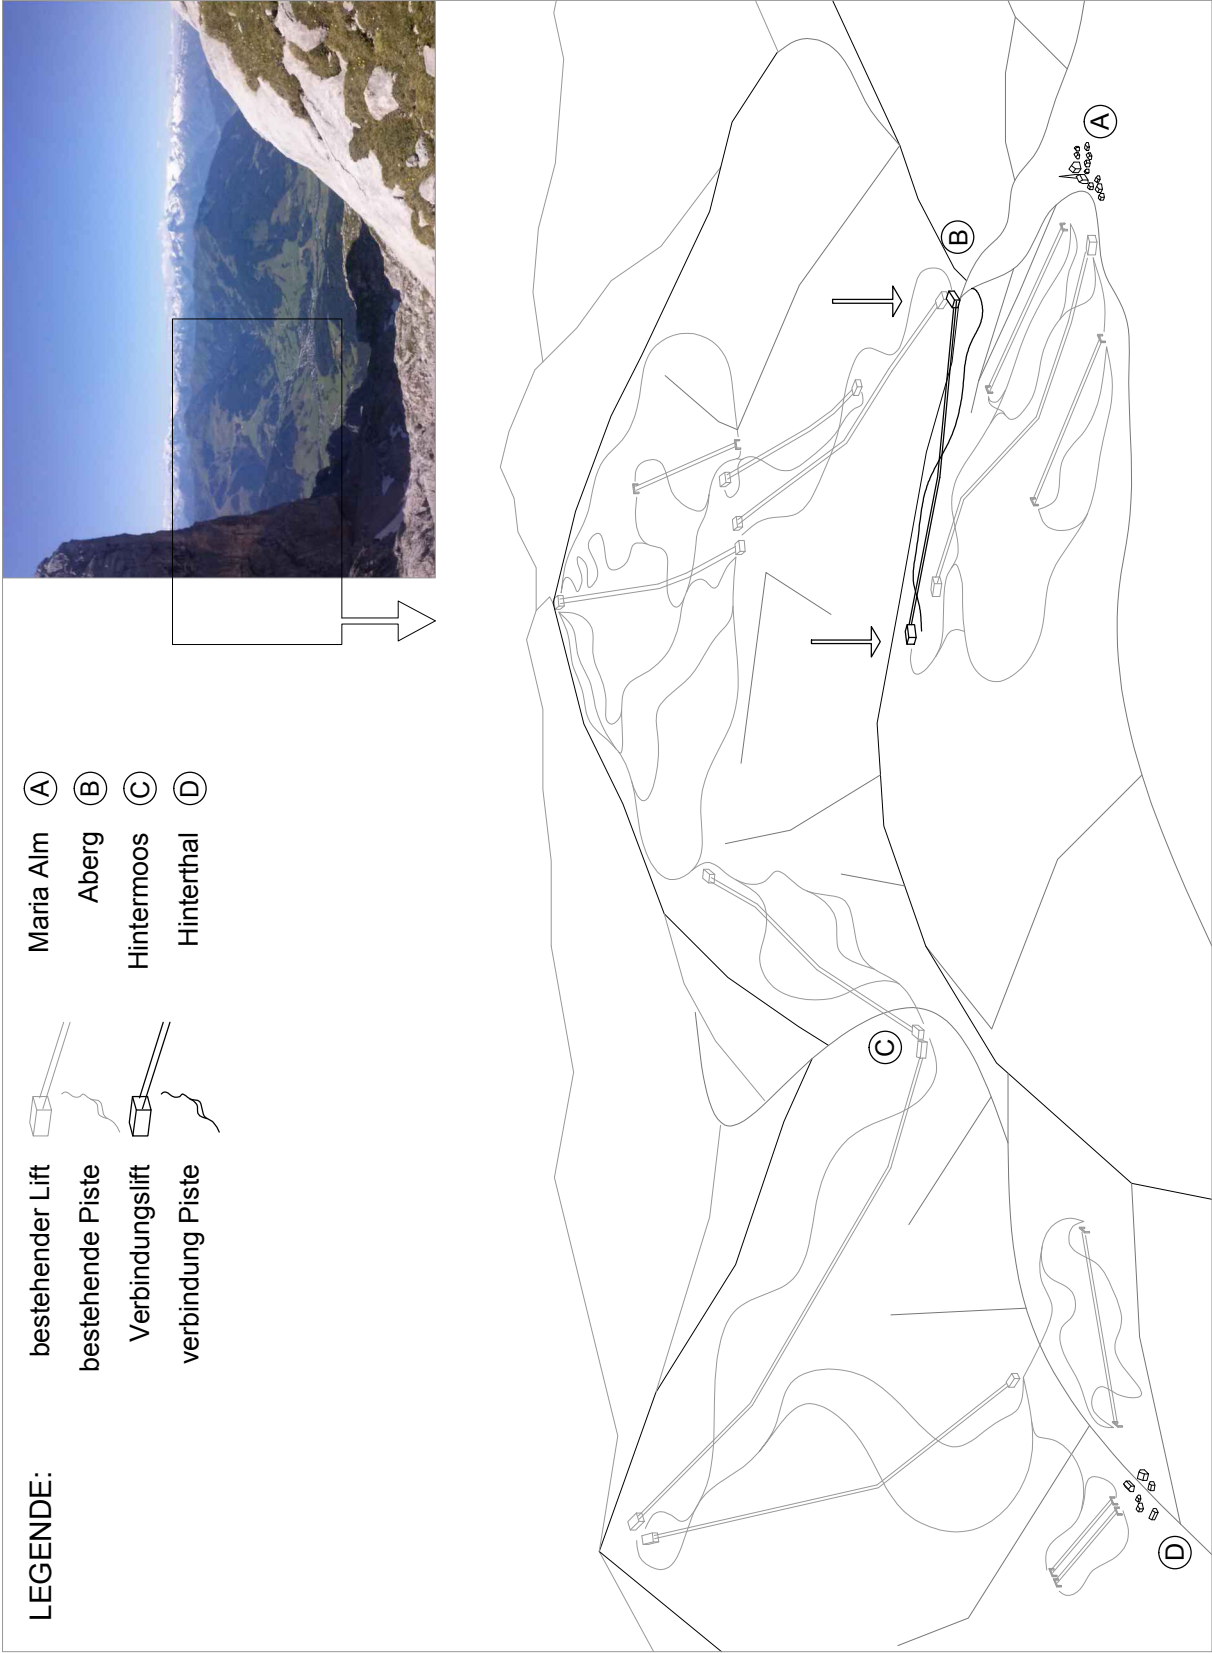 LEGENDE:
bestehender Lift
bestehende Piste
Verbindungslift
verbindung Piste
Maria Alm A
Aberg B
Hintermoos C
Hinterthal D
D
C
B
A